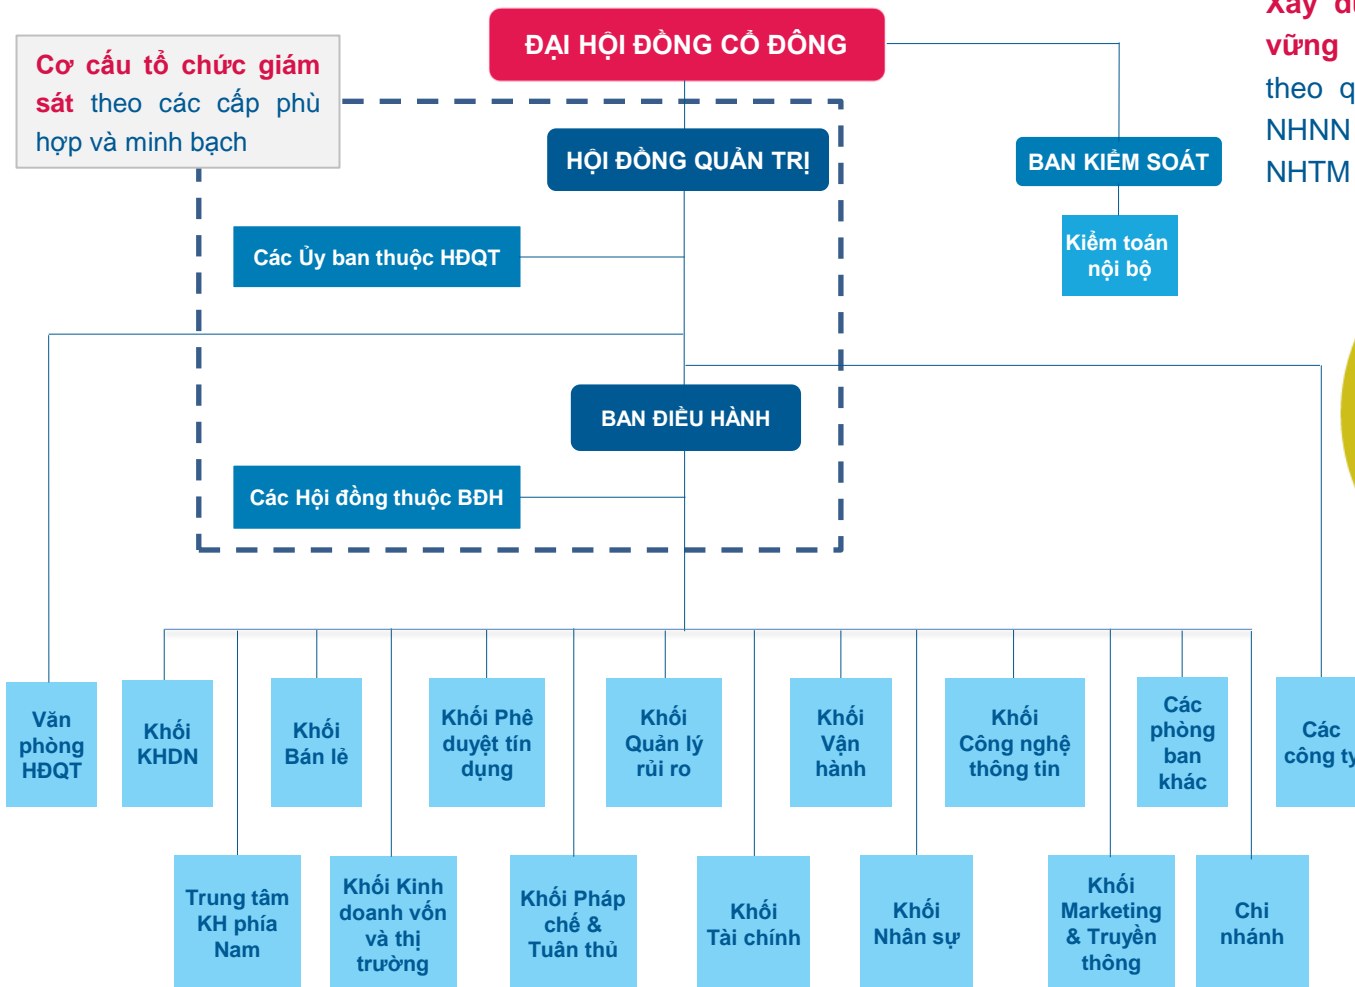 ĐẠI HỘI ĐỒNG CỔ ĐÔNG
Cơ cấu tổ chức giám
sát theo các cấp phù
hợp và minh bạch
vững
theo
NHNN
NHTM
HỘI ĐỒNG QUẢN TRỊ
BAN KIỂM SOÁT
Kiểm toán
nội bộ
Các Ủy ban thuộc HĐQT
BAN ĐIỀU HÀNH
Các Hội đồng thuộc BĐH
Văn
phòng
HĐQT
Khối
KHDN
Khối
Bán lẻ
Khối Phê
duyệt tín
dụng
Khối
Quản lý
rủi ro
Khối
Vận
hành
Khối
Công nghệ
thông tin
Các
phòng
ban
khác
Các
công ty
Trung tâm
KH phía
Nam
Khối Kinh
doanh vốn
và thị
trường
Khối Pháp
chế &
Tuân thủ
Khối
Tài chính
Khối
Nhân sự
Khối
Marketing
& Truyền
thông
Chi
nhánh